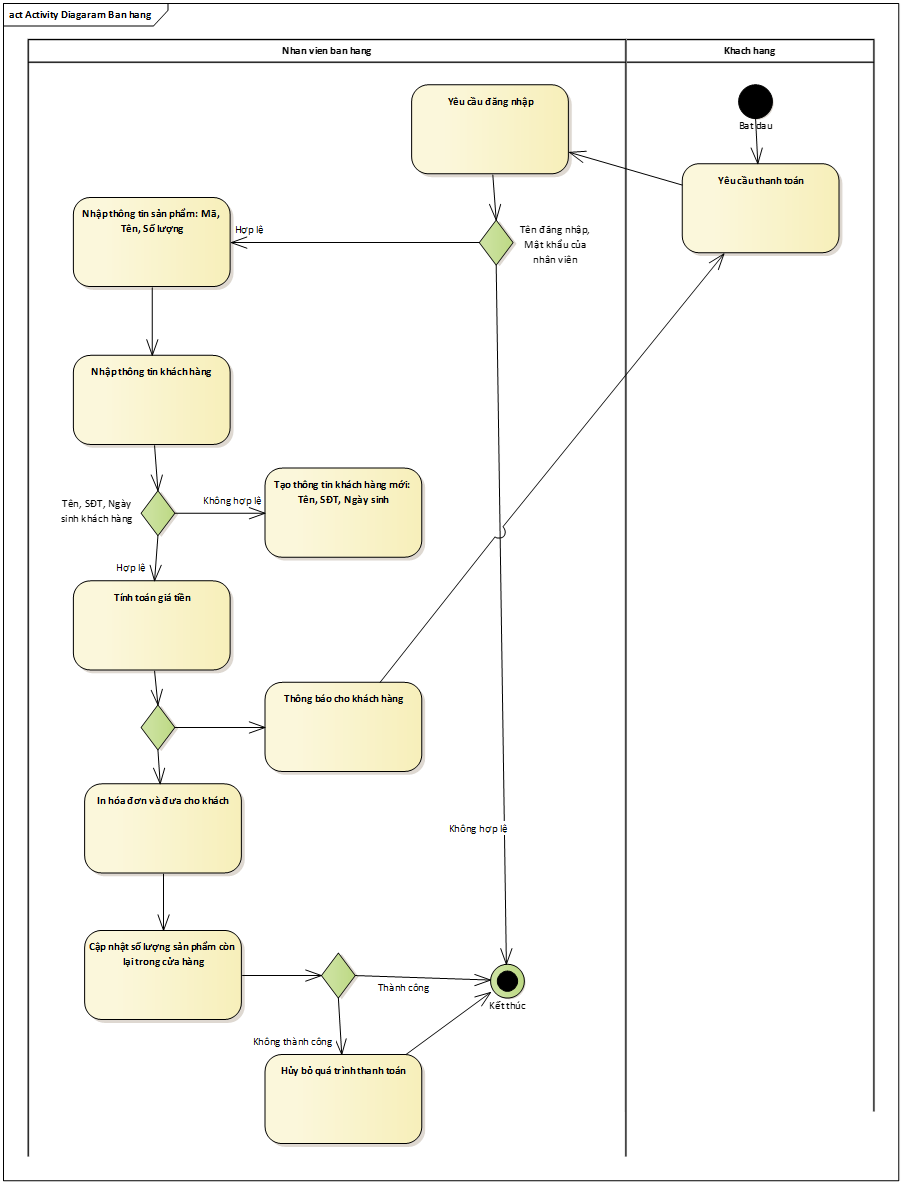 act Activity Diagaram Ban hang
Nhan vien ban hang
Khach hang
Yêu cầu đăng nhập
Bat dau
Yêu cầu thanh toán
Nhập thông tin sản phẩm: Mã,
Tên, Số lượng
Hợp lệ
Tên đăng nhập,
Mật khẩu của
nhân viên
Nhập thông tin khách hàng
Tên, SĐT, Ngày
sinh khách hàng
Không hợp lệ
Tạo thông tin khách hàng mới:
Tên, SĐT, Ngày sinh
Hợp lệ
Tính toán giá tiền
Thông báo cho khách hàng
In hóa đơn và đưa cho khách
Không hợp lệ
Cập nhật số lượng sản phẩm còn
lại trong cửa hàng
Thành công
Kết thúc
Không thành công
Hủy bỏ quá trình thanh toán